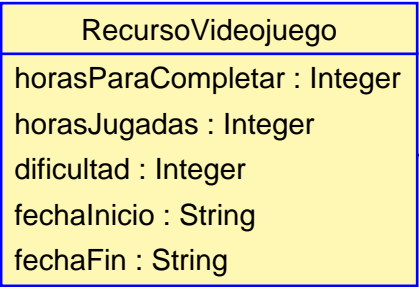 RecursoVideojuego
horasParaCompletar : Integer
horasJugadas : Integer
dificultad : Integer
fechaInicio : String
fechaFin : String